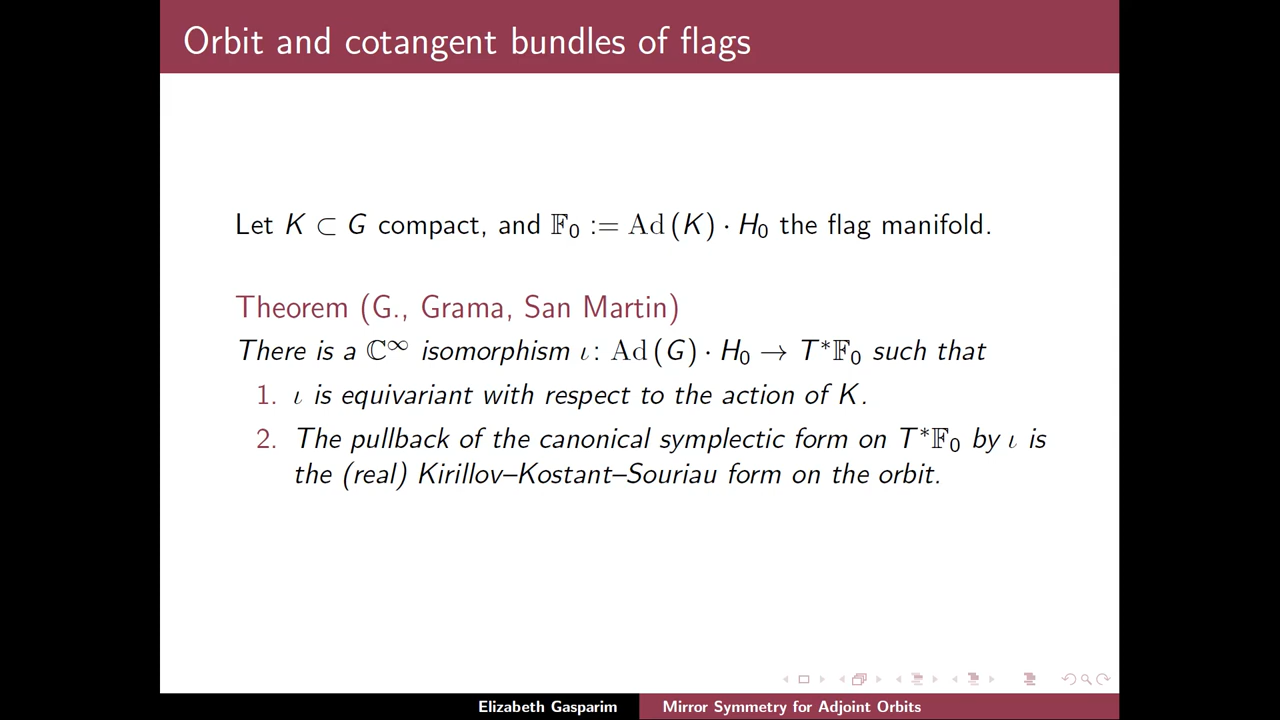 Orbit and cotangent bundles of flags
Let K ⊂ G compact, and 𝔽₀ := Ad (K) · H₀ the flag manifold.
Theorem (G., Grama, San Martin)
There is a ℂ^∞ isomorphism ι: Ad (G) · H₀ → T*𝔽₀ such that
1. ι is equivariant with respect to the action of K.
2. The pullback of the canonical symplectic form on T*𝔽₀ by ι is
the (real) Kirillov–Kostant–Souriau form on the orbit.
Elizabeth Gasparim
Mirror Symmetry for Adjoint Orbits